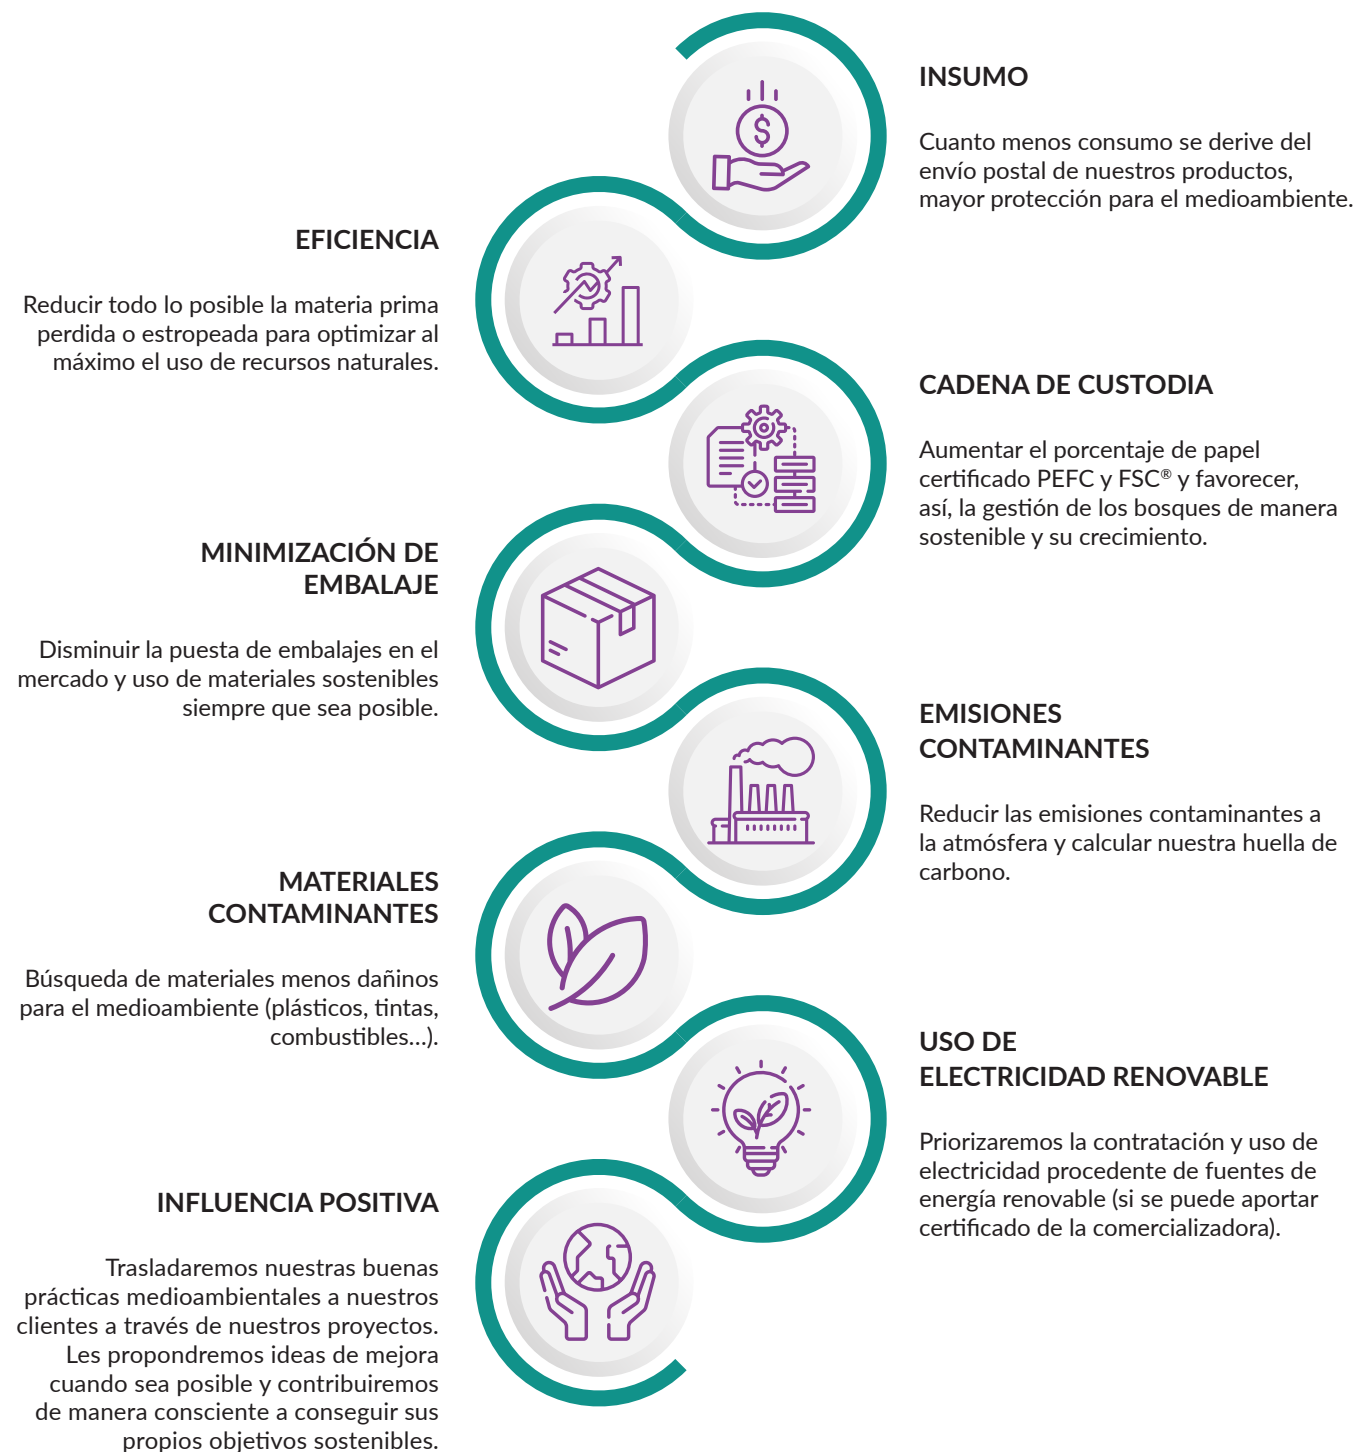 INSUMO
Cuanto menos consumo se derive del
envío postal de nuestros productos,
mayor protección para el medioambiente.
EFICIENCIA
Reducir todo lo posible la materia prima
perdida o estropeada para optimizar al
máximo el uso de recursos naturales.
CADENA DE CUSTODIA
Aumentar el porcentaje de papel
certificado PEFC y FSC® y favorecer,
así, la gestión de los bosques de manera
sostenible y su crecimiento.
MINIMIZACIÓN DE
EMBALAJE
Disminuir la puesta de embalajes en el
mercado y uso de materiales sostenibles
siempre que sea posible.
EMISIONES
CONTAMINANTES
Reducir las emisiones contaminantes a
la atmósfera y calcular nuestra huella de
carbono.
MATERIALES
CONTAMINANTES
Búsqueda de materiales menos dañinos
para el medioambiente (plásticos, tintas,
combustibles...).
USO DE
ELECTRICIDAD RENOVABLE
Priorizaremos la contratación y uso de
electricidad procedente de fuentes de
energía renovable (si se puede aportar
certificado de la comercializadora).
INFLUENCIA POSITIVA
Trasladaremos nuestras buenas
prácticas medioambientales a nuestros
clientes a través de nuestros proyectos.
Les propondremos ideas de mejora
cuando sea posible y contribuiremos
de manera consciente a conseguir sus
propios objetivos sostenibles.